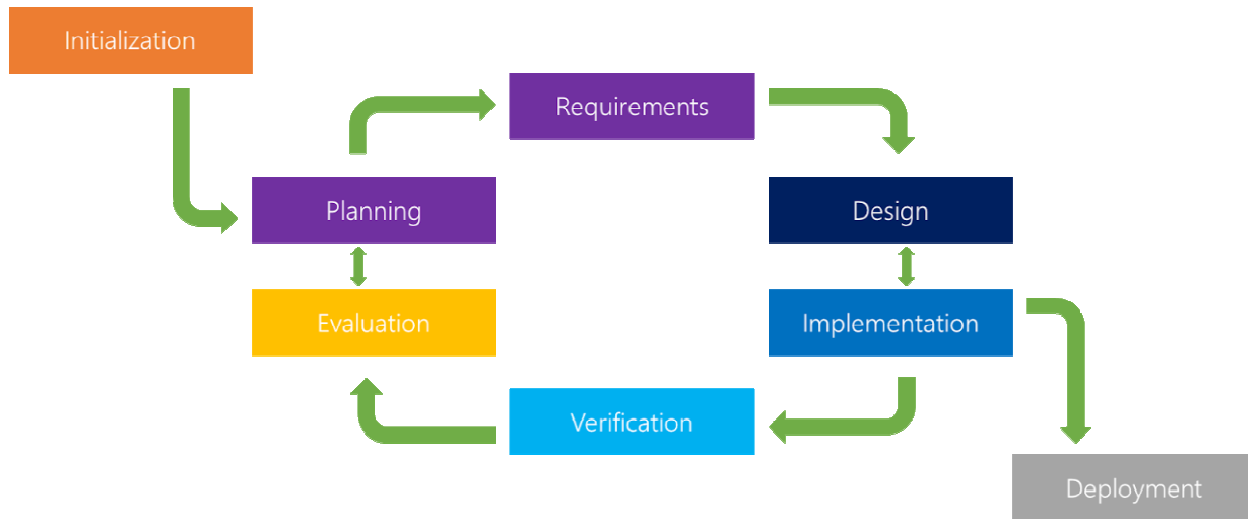 Initialization
Requirements
Planning
Design
Evaluation
Implementation
Verification
Deployment